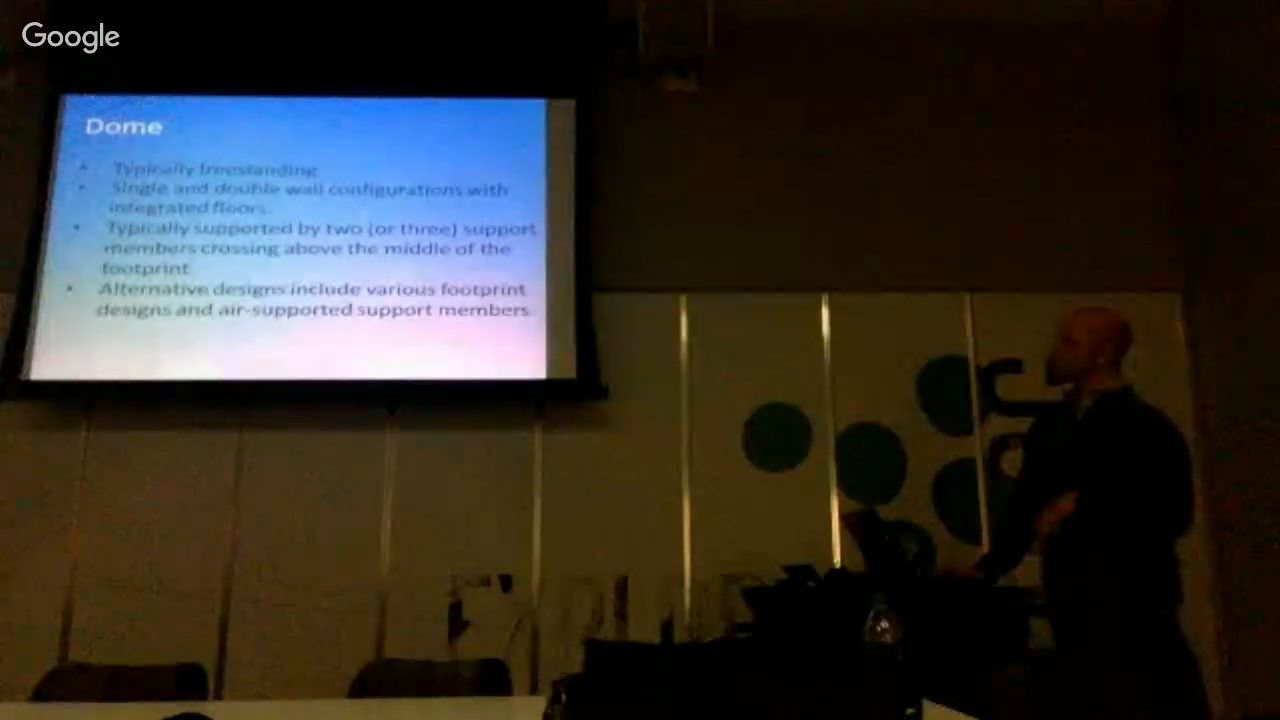 Google
Dome
• Typically freestanding
• Single and double wall configurations with
integrated floors.
• Typically supported by two (or three) support
members crossing above the middle of the
footprint
• Alternative designs include various footprint
designs and air-supported support members.